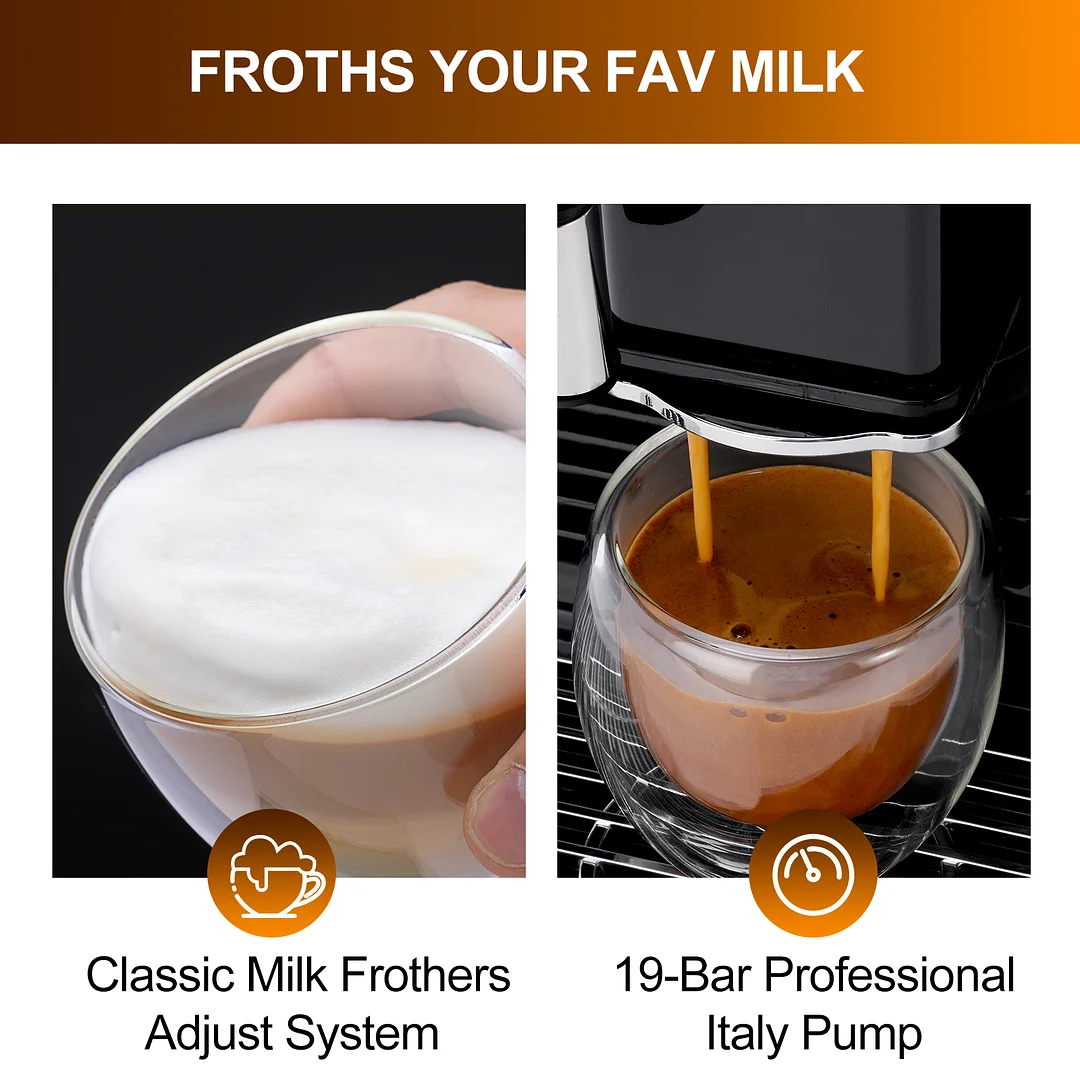 FROTHS YOUR FAV MILK
Classic Milk Frothers
Adjust System
19-Bar Professional
Italy Pump